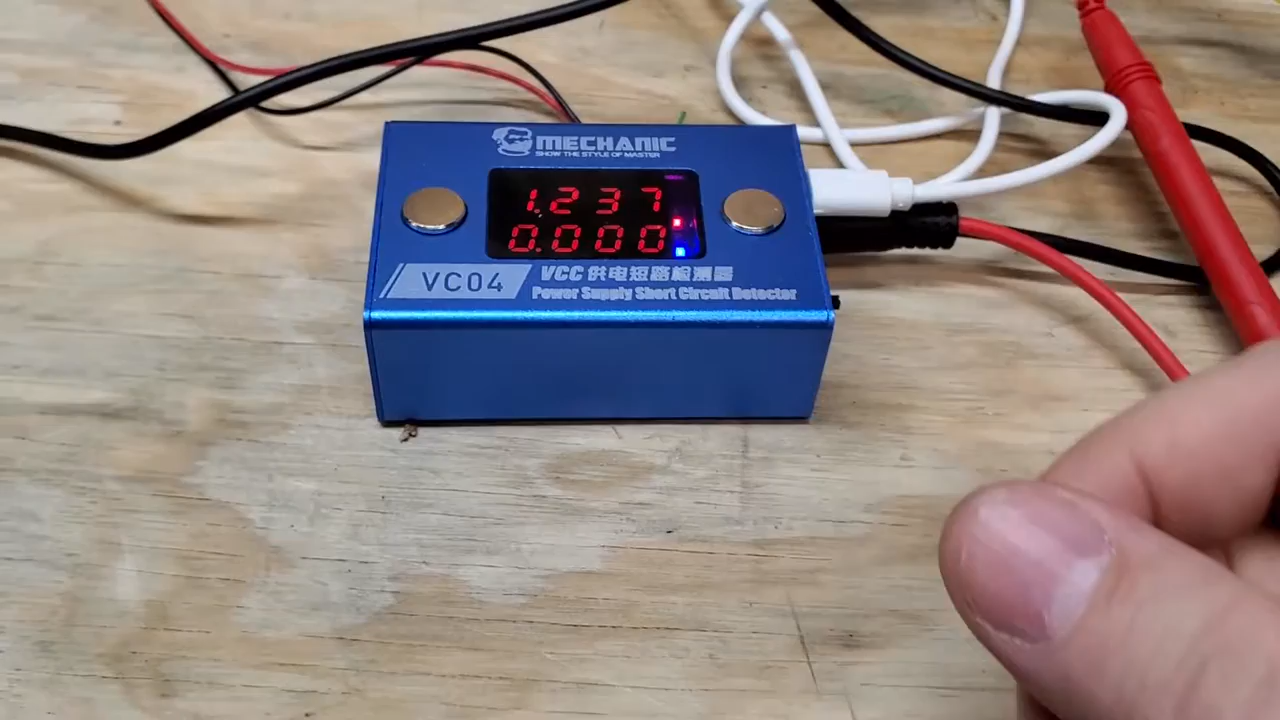 MECHANIC
SHOW THE STYLE OF MASTER
1.237
0.000
VC04
VCC 供电短路检测器
Power Supply Short Circuit Detector